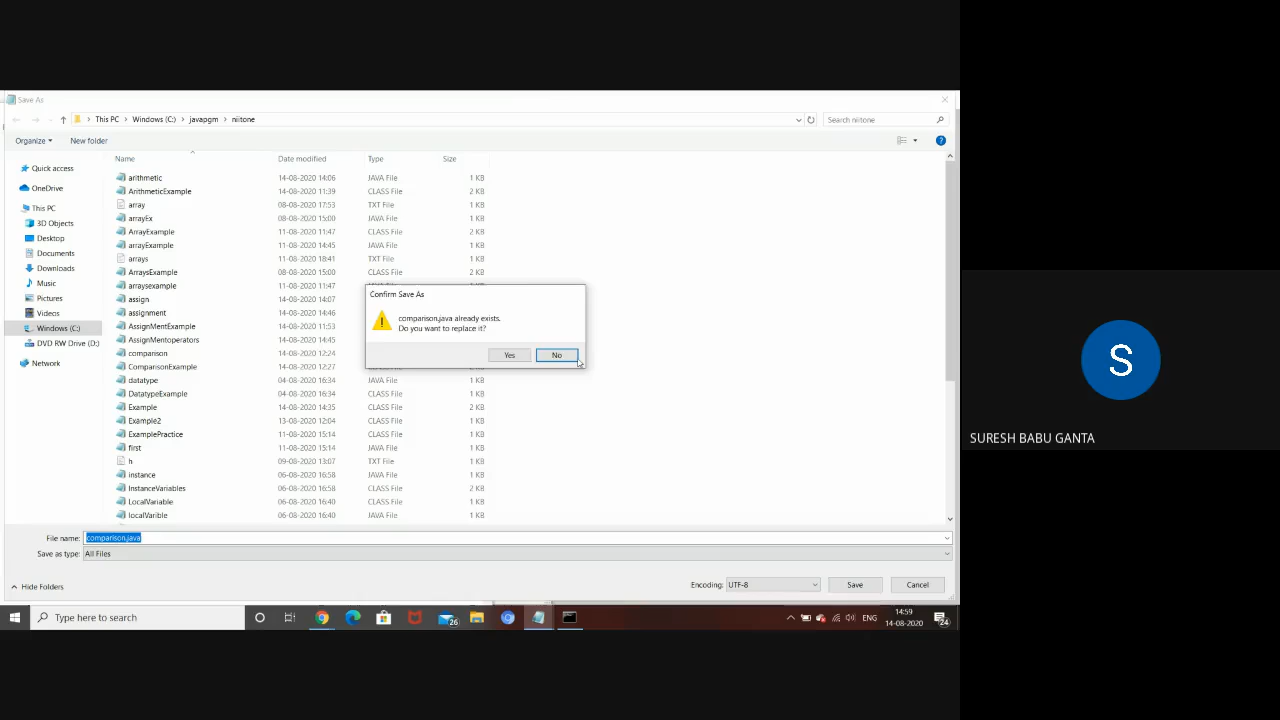 Save As
This PC > Windows (C:) > javapgm > niitone
Search niitone
Organize
New folder
Name Date modified Type Size
Quick access
OneDrive
This PC
3D Objects
Desktop
Documents
Downloads
Music
Pictures
Videos
Windows (C:)
DVD RW Drive (D:)
Network
arithmetic 14-08-2020 14:06 JAVA File 1 KB
ArithmeticExample 14-08-2020 11:39 CLASS File 2 KB
array 08-08-2020 17:53 TXT File 1 KB
arrayEx 08-08-2020 15:00 JAVA File 1 KB
ArrayExample 11-08-2020 11:47 CLASS File 2 KB
arrayExample 11-08-2020 14:45 JAVA File 1 KB
arrays 11-08-2020 18:41 TXT File 1 KB
ArraysExample 08-08-2020 15:00 CLASS File 2 KB
arraysexample 11-08-2020 11:47 JAVA File 1 KB
assign 14-08-2020 14:07
assignment 14-08-2020 14:46
AssignMentExample 14-08-2020 11:53
AssignMentoperators 14-08-2020 14:45
comparison 14-08-2020 12:24
ComparisonExample 14-08-2020 12:27
datatype 04-08-2020 16:34 JAVA File 1 KB
DatatypeExample 04-08-2020 16:34 CLASS File 1 KB
Example 14-08-2020 14:35 CLASS File 2 KB
Example2 13-08-2020 12:04 CLASS File 1 KB
ExamplePractice 11-08-2020 15:14 CLASS File 1 KB
first 11-08-2020 15:14 JAVA File 1 KB
h 09-08-2020 13:07 TXT File 1 KB
instance 06-08-2020 16:58 JAVA File 1 KB
InstanceVariables 06-08-2020 16:58 CLASS File 2 KB
LocalVariable 06-08-2020 16:40 CLASS File 1 KB
localVarible 06-08-2020 16:40 JAVA File 1 KB
Confirm Save As
comparison.java already exists.
Do you want to replace it?
Yes
No
File name: comparison.java
Save as type: All Files
Hide Folders
Encoding: UTF-8
Save
Cancel
Type here to search
26
ENG
14:59
14-08-2020
24
S
SURESH BABU GANTA